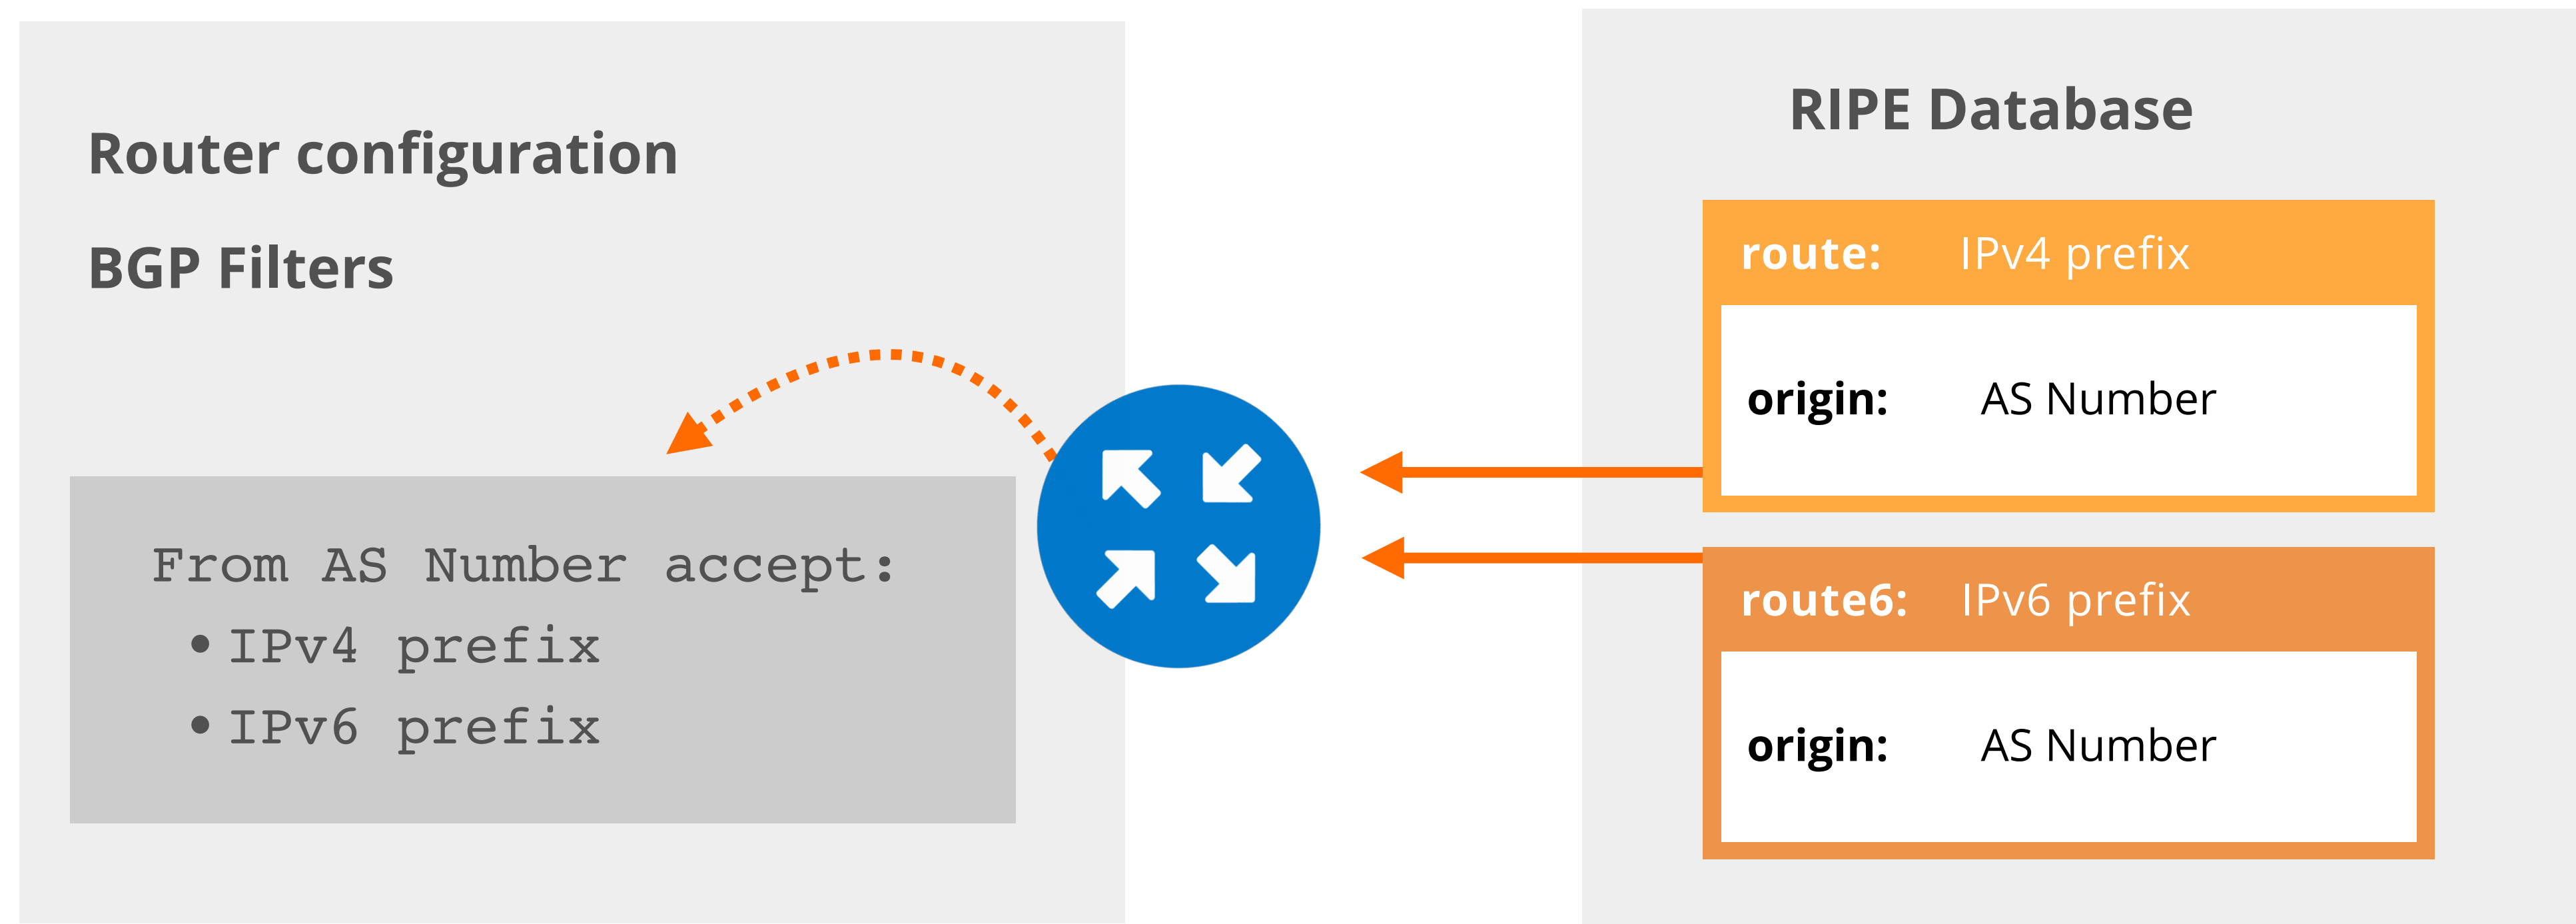 Router configuration
BGP Filters
From AS Number accept:
• IPv4 prefix
• IPv6 prefix
RIPE Database
route: IPv4 prefix
origin: AS Number
route6: IPv6 prefix
origin: AS Number